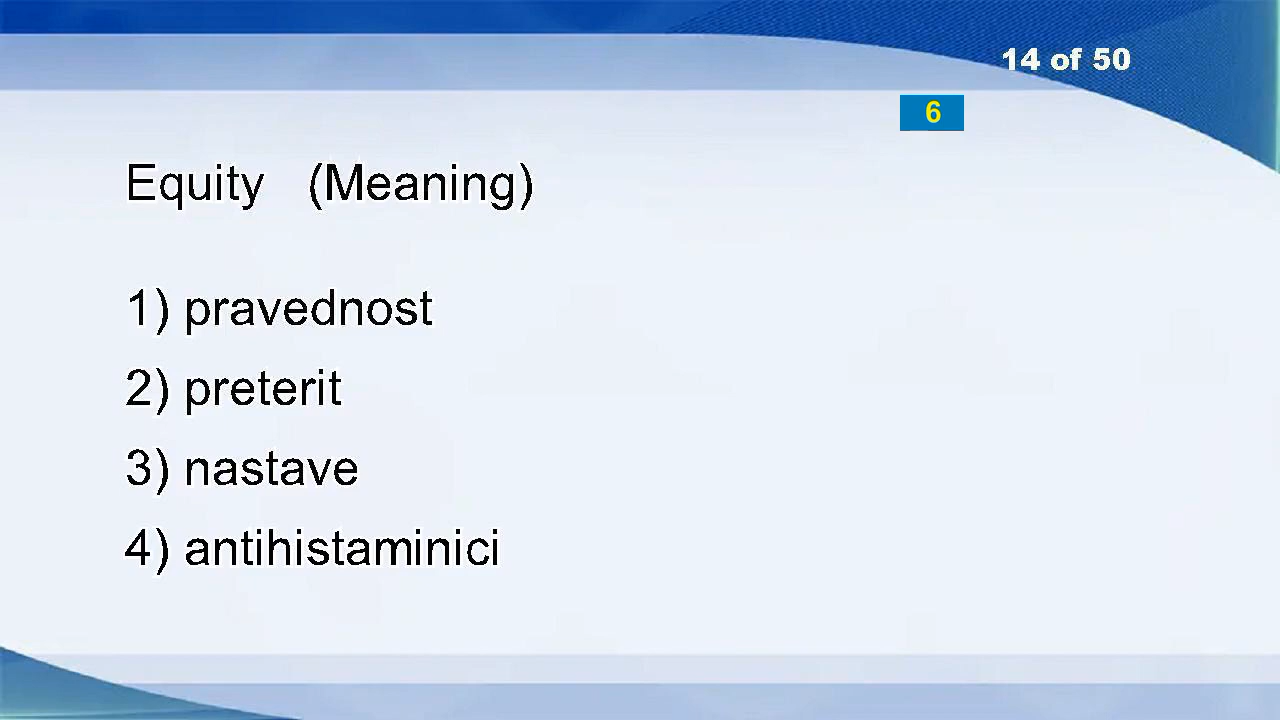 14 of 50
6
Equity (Meaning)
1) pravednost
2) preterit
3) nastave
4) antihistaminici